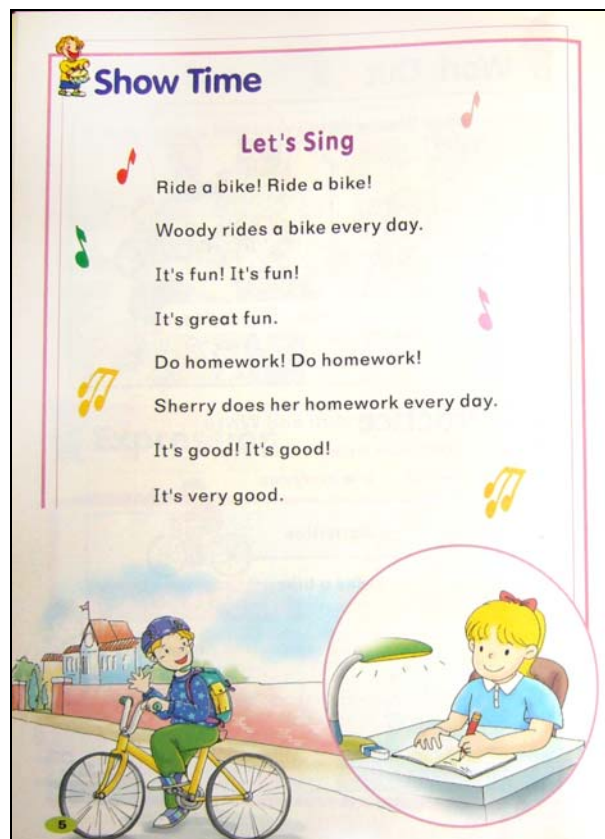 Show Time
Let's Sing
Ride a bike! Ride a bike!
Woody rides a bike every day.
It's fun! It's fun!
It's great fun.
Do homework! Do homework!
Sherry does her homework every day.
It's good! It's good!
It's very good.
5